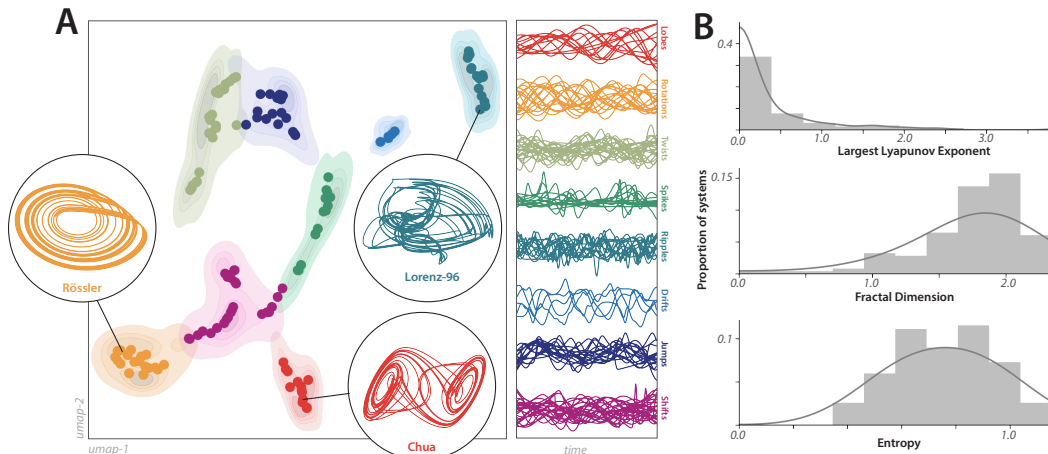 A
Rössler
Lorenz-96
Chua
umap-2
umap-1
Lobes
Rotations
Twists
Spikes
Ripples
Drifts
Jumps
Shifts
time
B
0.4
0.0
1.0
2.0
3.0
Largest Lyapunov Exponent
Proportion of systems
0.15
0.0
1.0
2.0
Fractal Dimension
0.1
0.0
1.0
Entropy